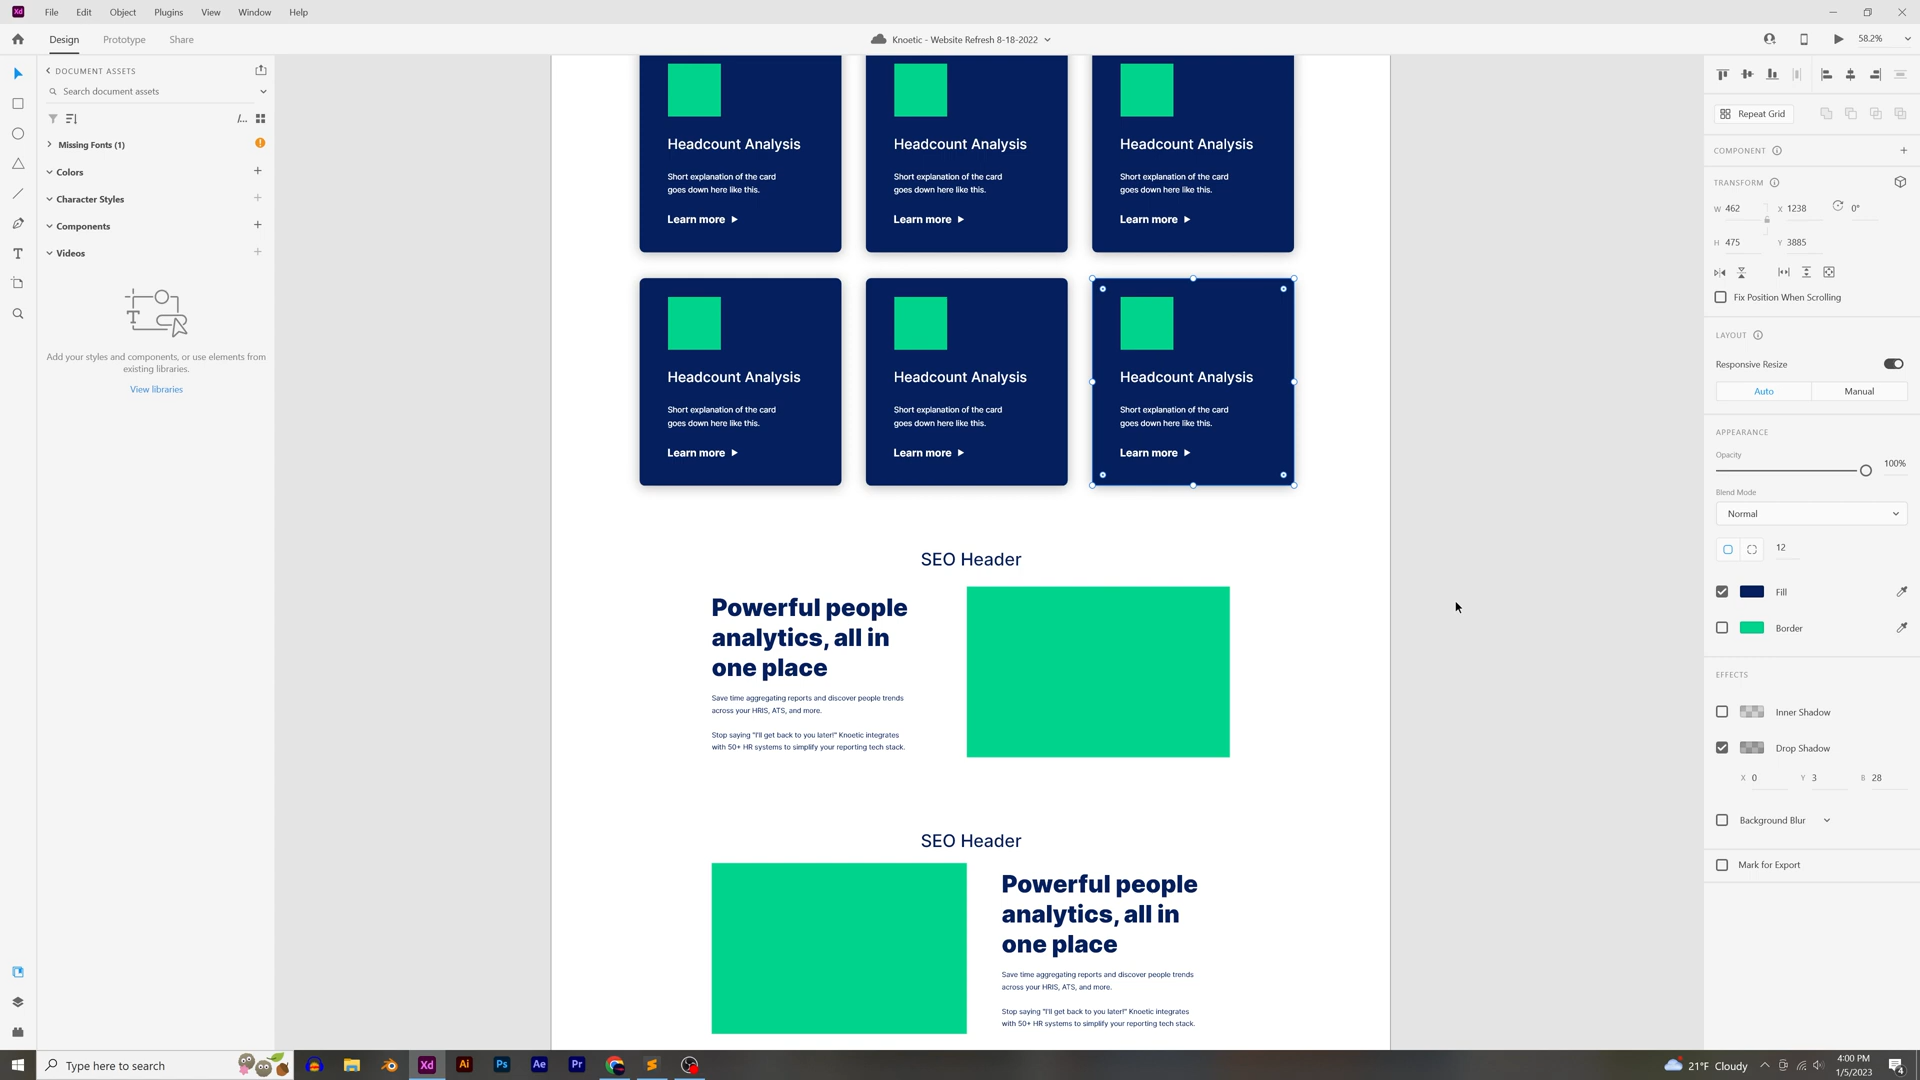 File Edit Object Plugins View Window Help
Design Prototype Share
Knoetic - Website Refresh 8-18-2022
58.2%
DOCUMENT ASSETS
Search document assets
Missing Fonts (1)
Colors
Character Styles
Components
Videos
Add your styles and components, or use elements from
existing libraries.
View libraries
Headcount Analysis
Short explanation of the card
goes down here like this.
Learn more
Headcount Analysis
Short explanation of the card
goes down here like this.
Learn more
Headcount Analysis
Short explanation of the card
goes down here like this.
Learn more
Headcount Analysis
Short explanation of the card
goes down here like this.
Learn more
Headcount Analysis
Short explanation of the card
goes down here like this.
Learn more
Headcount Analysis
Short explanation of the card
goes down here like this.
Learn more
SEO Header
Powerful people
analytics, all in
one place
Save time aggregating reports and discover people trends
across your HRIS, ATS, and more.
Stop saying "I'll get back to you later!" Knoetic integrates
with 50+ HR systems to simplify your reporting tech stack.
SEO Header
Powerful people
analytics, all in
one place
Save time aggregating reports and discover people trends
across your HRIS, ATS, and more.
Stop saying "I'll get back to you later!" Knoetic integrates
with 50+ HR systems to simplify your reporting tech stack.
Repeat Grid
COMPONENT
TRANSFORM
W 462 X 1238 0°
H 475 Y 3885
Fix Position When Scrolling
LAYOUT
Responsive Resize
Auto Manual
APPEARANCE
Opacity
100%
Blend Mode
Normal
12
Fill
Border
EFFECTS
Inner Shadow
Drop Shadow
X 0 Y 3 B 28
Background Blur
Mark for Export
Type here to search
Xd Ai Ps Ae Pr
21°F Cloudy
4:00 PM
1/5/2023
4